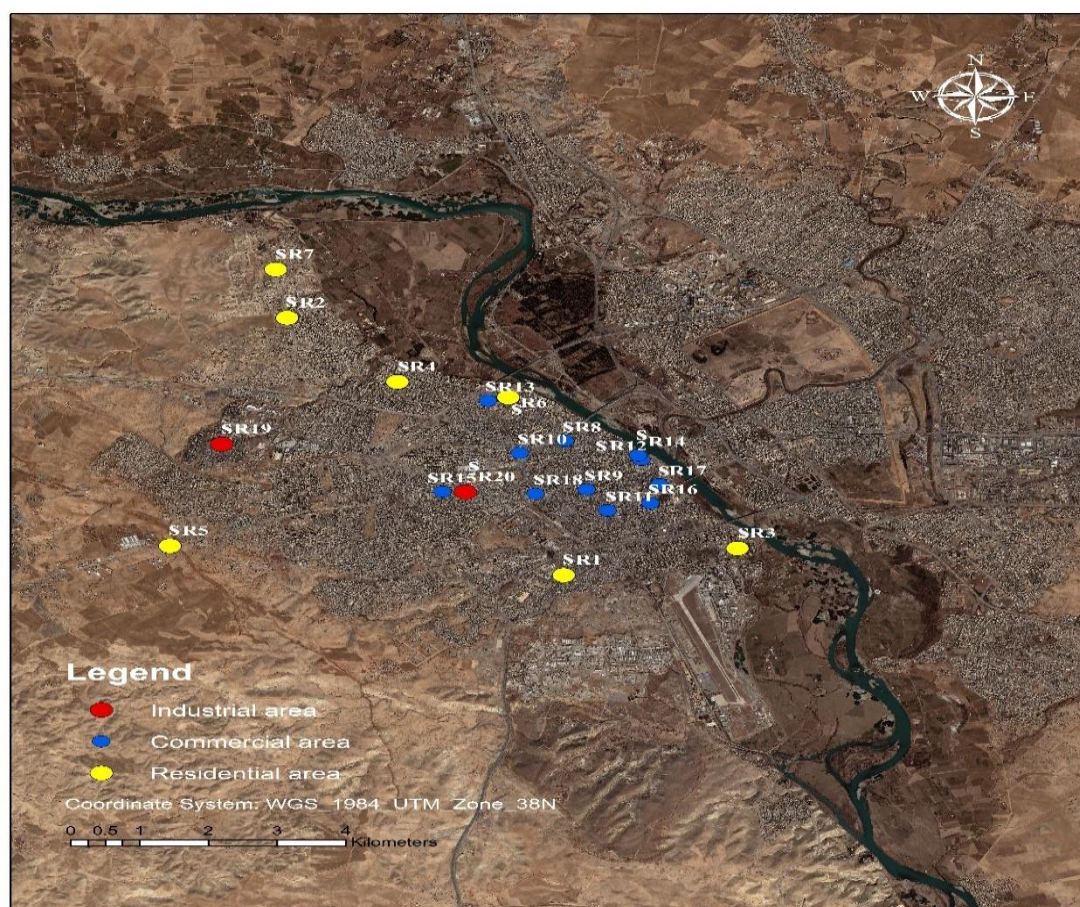 N
W E
S
SR7
SR2
SR4
SR13
SR6
SR19
SR10
SR8
SR12
SR14
SR15
SR20
SR18
SR9
SR17
SR11
SR16
SR5
SR3
SR1
Legend
Industrial area
Commercial area
Residential area
Coordinate System: WGS 1984 UTM Zone 38N
0 0.5 1 2 3 4
Kilometers